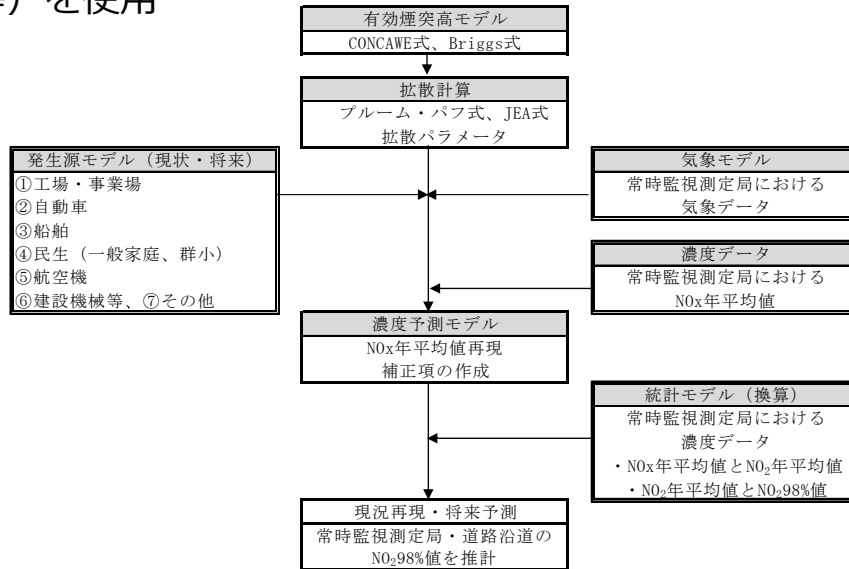 を使用
有効煙突高モデル
CONCAWE式、Briggs式
拡散計算
プルーム・パフ式、JEA式
拡散パラメータ
発生源モデル（現状・将来）
①工場・事業場
②自動車
③船舶
④民生（一般家庭、群小）
⑤航空機
⑥建設機械等、⑦その他
気象モデル
常時監視測定局における
気象データ
濃度データ
常時監視測定局における
NOx年平均値
濃度予測モデル
NOx年平均値再現
補正項の作成
統計モデル（換算）
常時監視測定局における
濃度データ
・NOx年平均値とNO₂年平均値
・NO₂年平均値とNO₂98%値
現況再現・将来予測
常時監視測定局・道路沿道の
NO₂98%値を推計